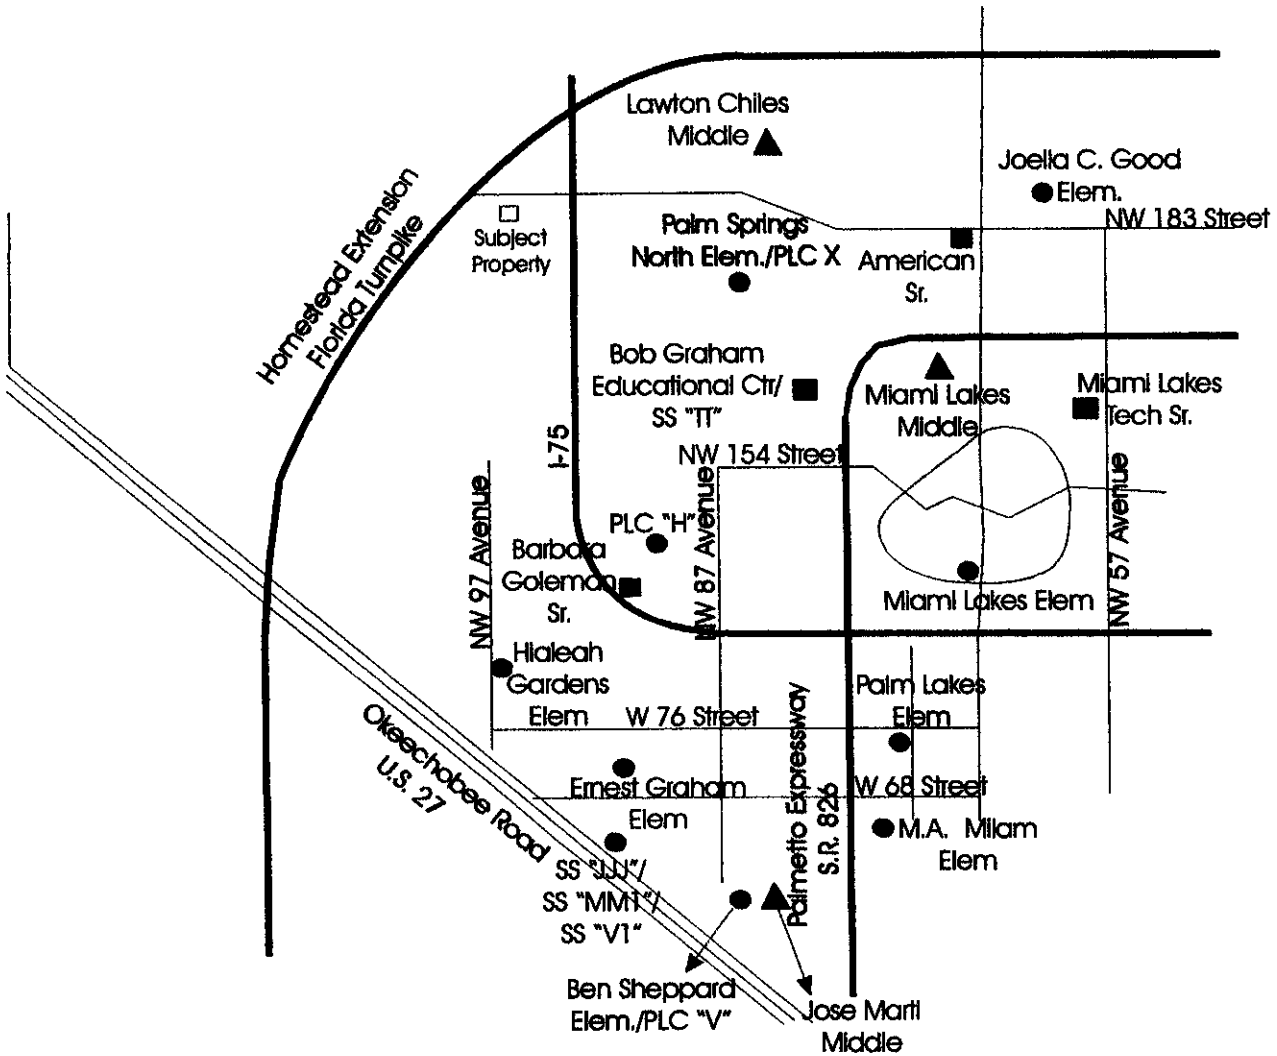 Lawton Chiles
Middle
Joella C. Good
Elem.
NW 183 Street
Homestead Extension
Florida Turnpike
Subject
Property
Palm Springs
North Elem./PLC X
American
Sr.
Bob Graham
Educational Ctr/
SS "TT"
Miami Lakes
Middle
Miami Lakes
Tech Sr.
I-75
NW 154 Street
NW 97 Avenue
NW 87 Avenue
NW 57 Avenue
PLC "H"
Barbara
Goleman
Sr.
Miami Lakes Elem
Hialeah
Gardens
Elem
W 76 Street
Palm Lakes
Elem
Okeechobee Road
U.S. 27
Palmetto Expressway
S.R. 826
Ernest Graham
Elem
W 68 Street
M.A. Milam
Elem
SS "JJJ"/
SS "MM1"/
SS "V1"
Ben Sheppard
Elem./PLC "V"
Jose Marti
Middle